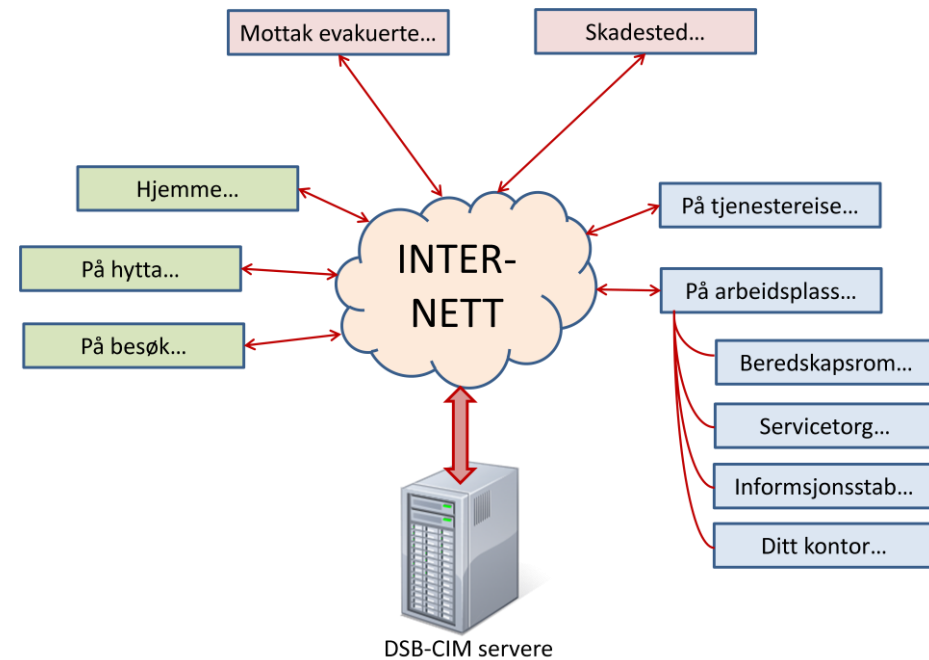 Mottak evakuerte...
Skadested...
Hjemme...
På tjenestereise...
På hytta...
INTER-
NETT
På arbeidsplass...
På besøk...
Beredskapsrom...
Servicetorg...
Informsjonsstab...
Ditt kontor...
DSB-CIM servere